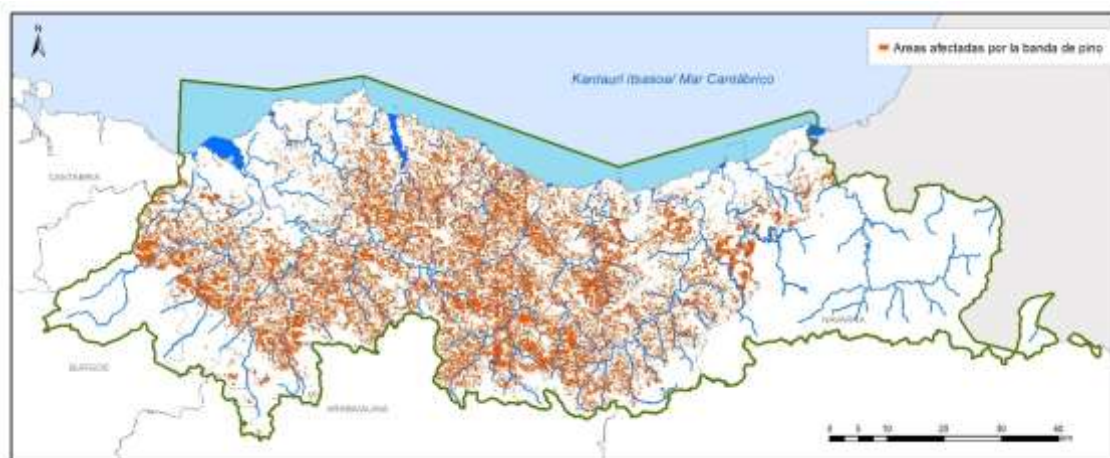 N
Areas afectadas por la banda de pino
Kantauri itsasoa/ Mar Cantábrico
CANTABRIA
NAVARRA
BURGOS
0 5 10 20 30 40